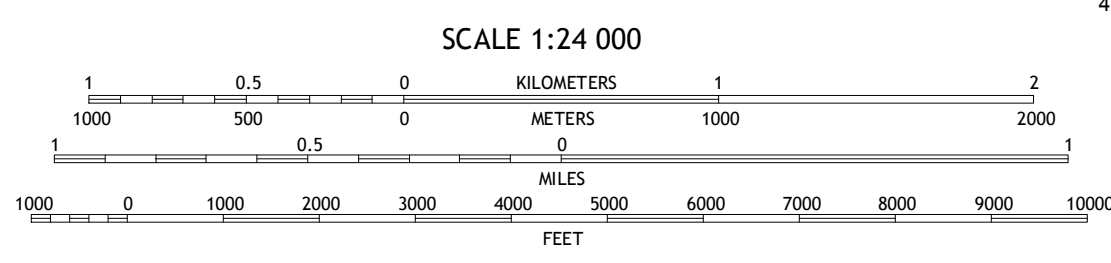 4
SCALE 1:24 000
1 0.5 0 KILOMETERS 1 2
1000 500 0 METERS 1000 2000
1 0.5 0 1
MILES
1000 0 1000 2000 3000 4000 5000 6000 7000 8000 9000 10000
FEET